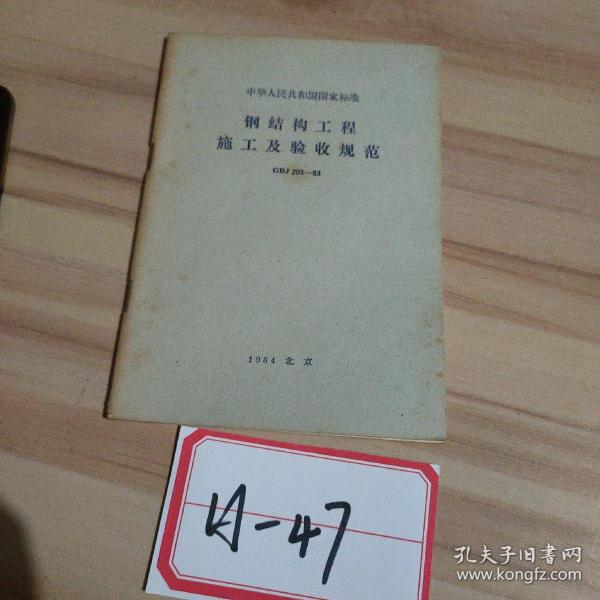 中华人民共和国国家标准
钢结构工程
施工及验收规范
GBJ 205—83
1984 北京
A-47
孔夫子旧书网
www.kongfz.com